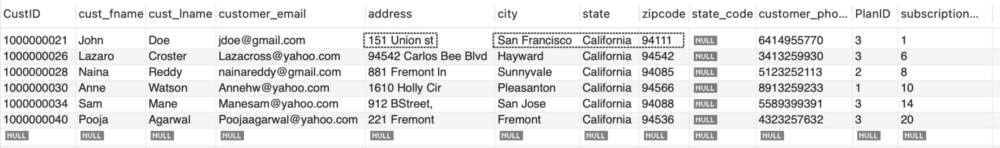 CustID cust_fname cust_lname customer_email address city state zipcode state_code customer_pho... PlanID subscription...
1000000021 John Doe jdoe@gmail.com 151 Union st San Francisco California 94111 NULL 6414955770 3 1
1000000026 Lazaro Croster Lazacross@yahoo.com 94542 Carlos Bee Blvd Hayward California 94542 NULL 3413259930 3 6
1000000028 Naina Reddy nainareddy@gmail.com 881 Fremont ln Sunnyvale California 94085 NULL 5123252113 2 8
1000000030 Anne Watson Annehw@yahoo.com 1610 Holly Cir Pleasanton California 94566 NULL 8913259233 1 10
1000000034 Sam Mane Manesam@yahoo.com 912 BStreet, San Jose California 94088 NULL 5589399391 3 14
1000000040 Pooja Agarwal Poojaagarwal@yahoo.com 221 Fremont Fremont California 94536 NULL 4323257632 3 20
NULL NULL NULL NULL NULL NULL NULL NULL NULL NULL NULL NULL